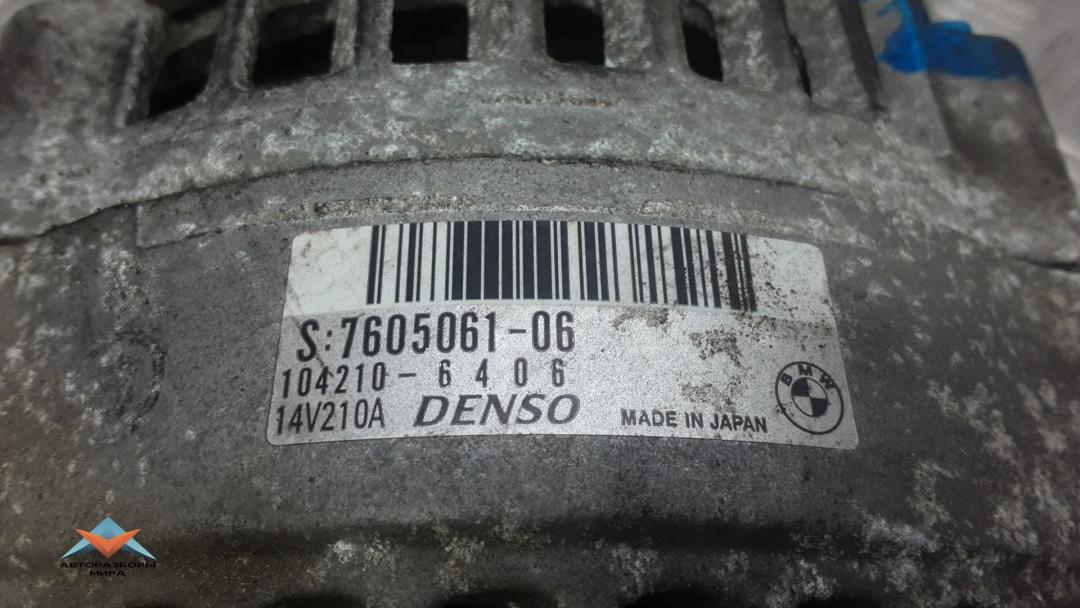 S:7605061-06
104210-6406
14V210A DENSO MADE IN JAPAN
BMW
АВТОРАЗБОРЫ
МИРА